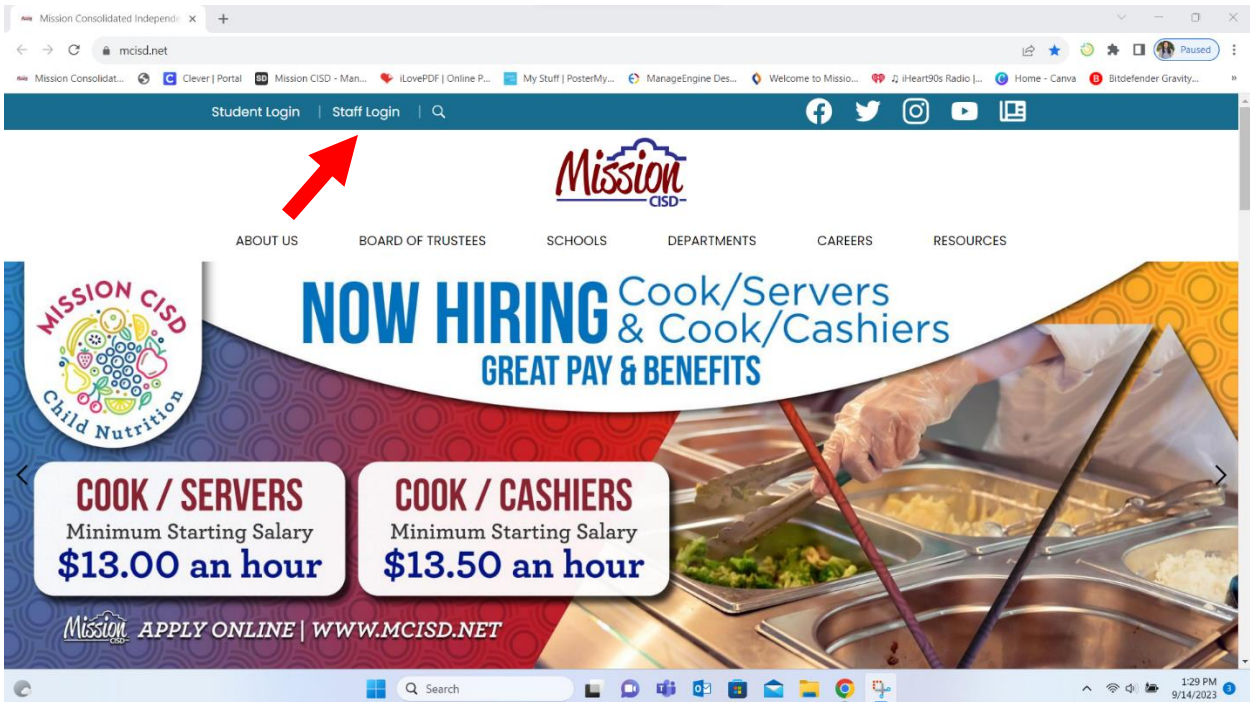 Mission Consolidated Independe
mcisd.net
Paused
Mission Consolidat... Clever | Portal SD Mission CISD - Man... iLovePDF | Online P... My Stuff | PosterMy... ManageEngine Des... Welcome to Missio... ♫ iHeart90s Radio |... Home - Canva B Bitdefender Gravity... »
Student Login | Staff Login |
Mission
CISD
ABOUT US BOARD OF TRUSTEES SCHOOLS DEPARTMENTS CAREERS RESOURCES
MISSION CISD
Child Nutrition
NOW HIRING Cook/Servers
& Cook/Cashiers
GREAT PAY & BENEFITS
COOK / SERVERS
Minimum Starting Salary
$13.00 an hour
COOK / CASHIERS
Minimum Starting Salary
$13.50 an hour
Mission CISD APPLY ONLINE | WWW.MCISD.NET
Search
1:29 PM
9/14/2023
3